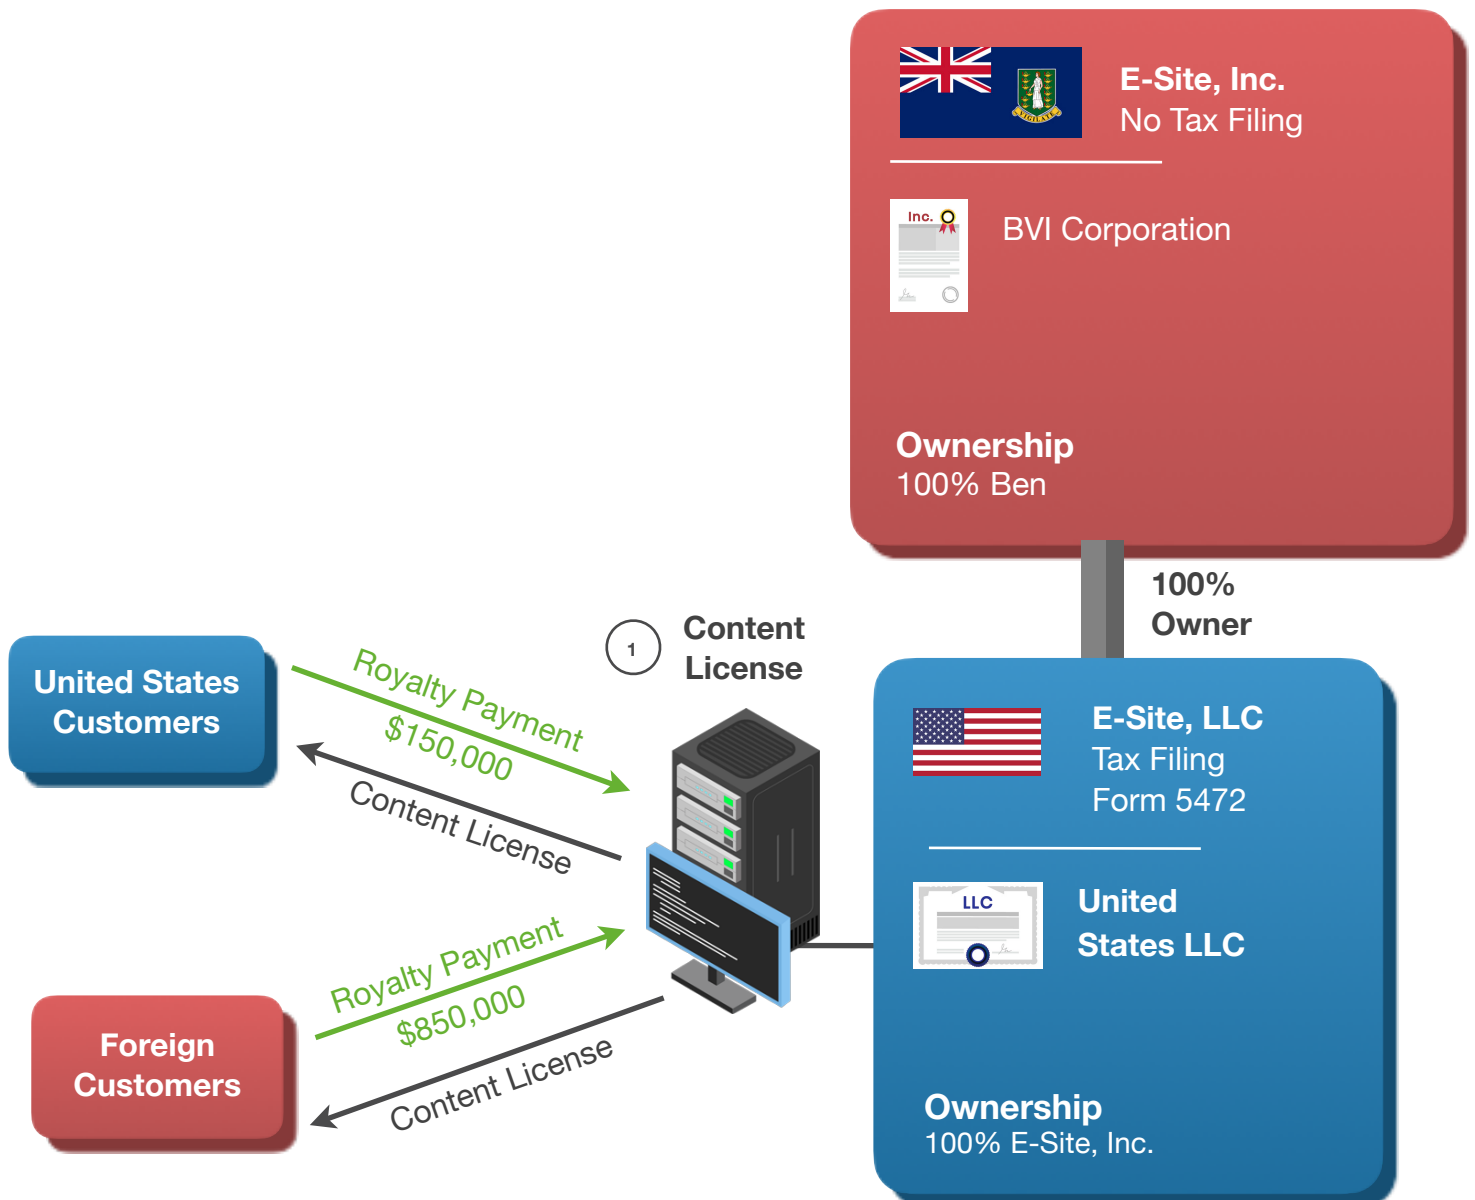 E-Site, Inc.
No Tax Filing
VIGILATE
Inc.
BVI Corporation
Ownership
100% Ben
100%
Owner
1
Content
License
United States
Customers
Royalty Payment
$150,000
Content License
E-Site, LLC
Tax Filing
Form 5472
LLC
United
States LLC
Royalty Payment
$850,000
Content License
Foreign
Customers
Ownership
100% E-Site, Inc.